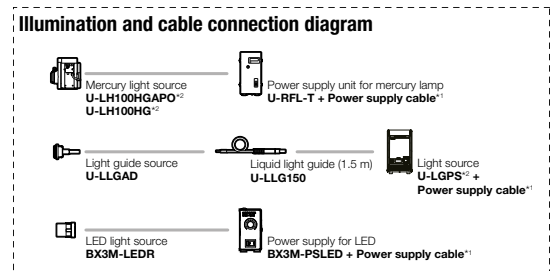 Illumination and cable connection diagram
Mercury light source
U-LH100HGAPO*2
U-LH100HG*2
Power supply unit for mercury lamp
U-RFL-T + Power supply cable*1
Light guide source
U-LLGAD
Liquid light guide (1.5 m)
U-LLG150
Light source
U-LGPS*2 +
Power supply cable*1
LED light source
BX3M-LEDR
Power supply for LED
BX3M-PSLED + Power supply cable*1